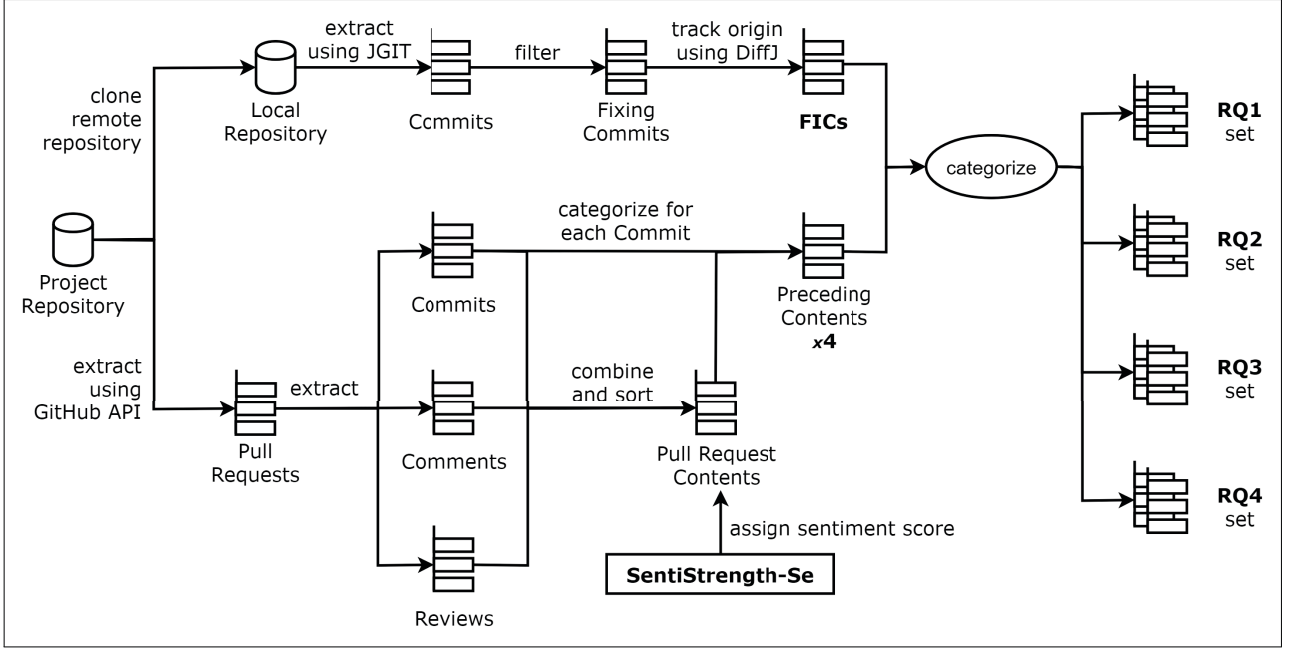 extract
using JGIT
filter
track origin
using DiffJ
clone
remote
repository
Local
Repository
Commits
Fixing
Commits
FICs
categorize
RQ1
set
RQ2
set
RQ3
set
RQ4
set
Project
Repository
categorize for
each Commit
Commits
Preceding
Contents
x4
extract
using
GitHub API
extract
combine
and sort
Pull
Requests
Comments
Pull Request
Contents
assign sentiment score
SentiStrength-Se
Reviews